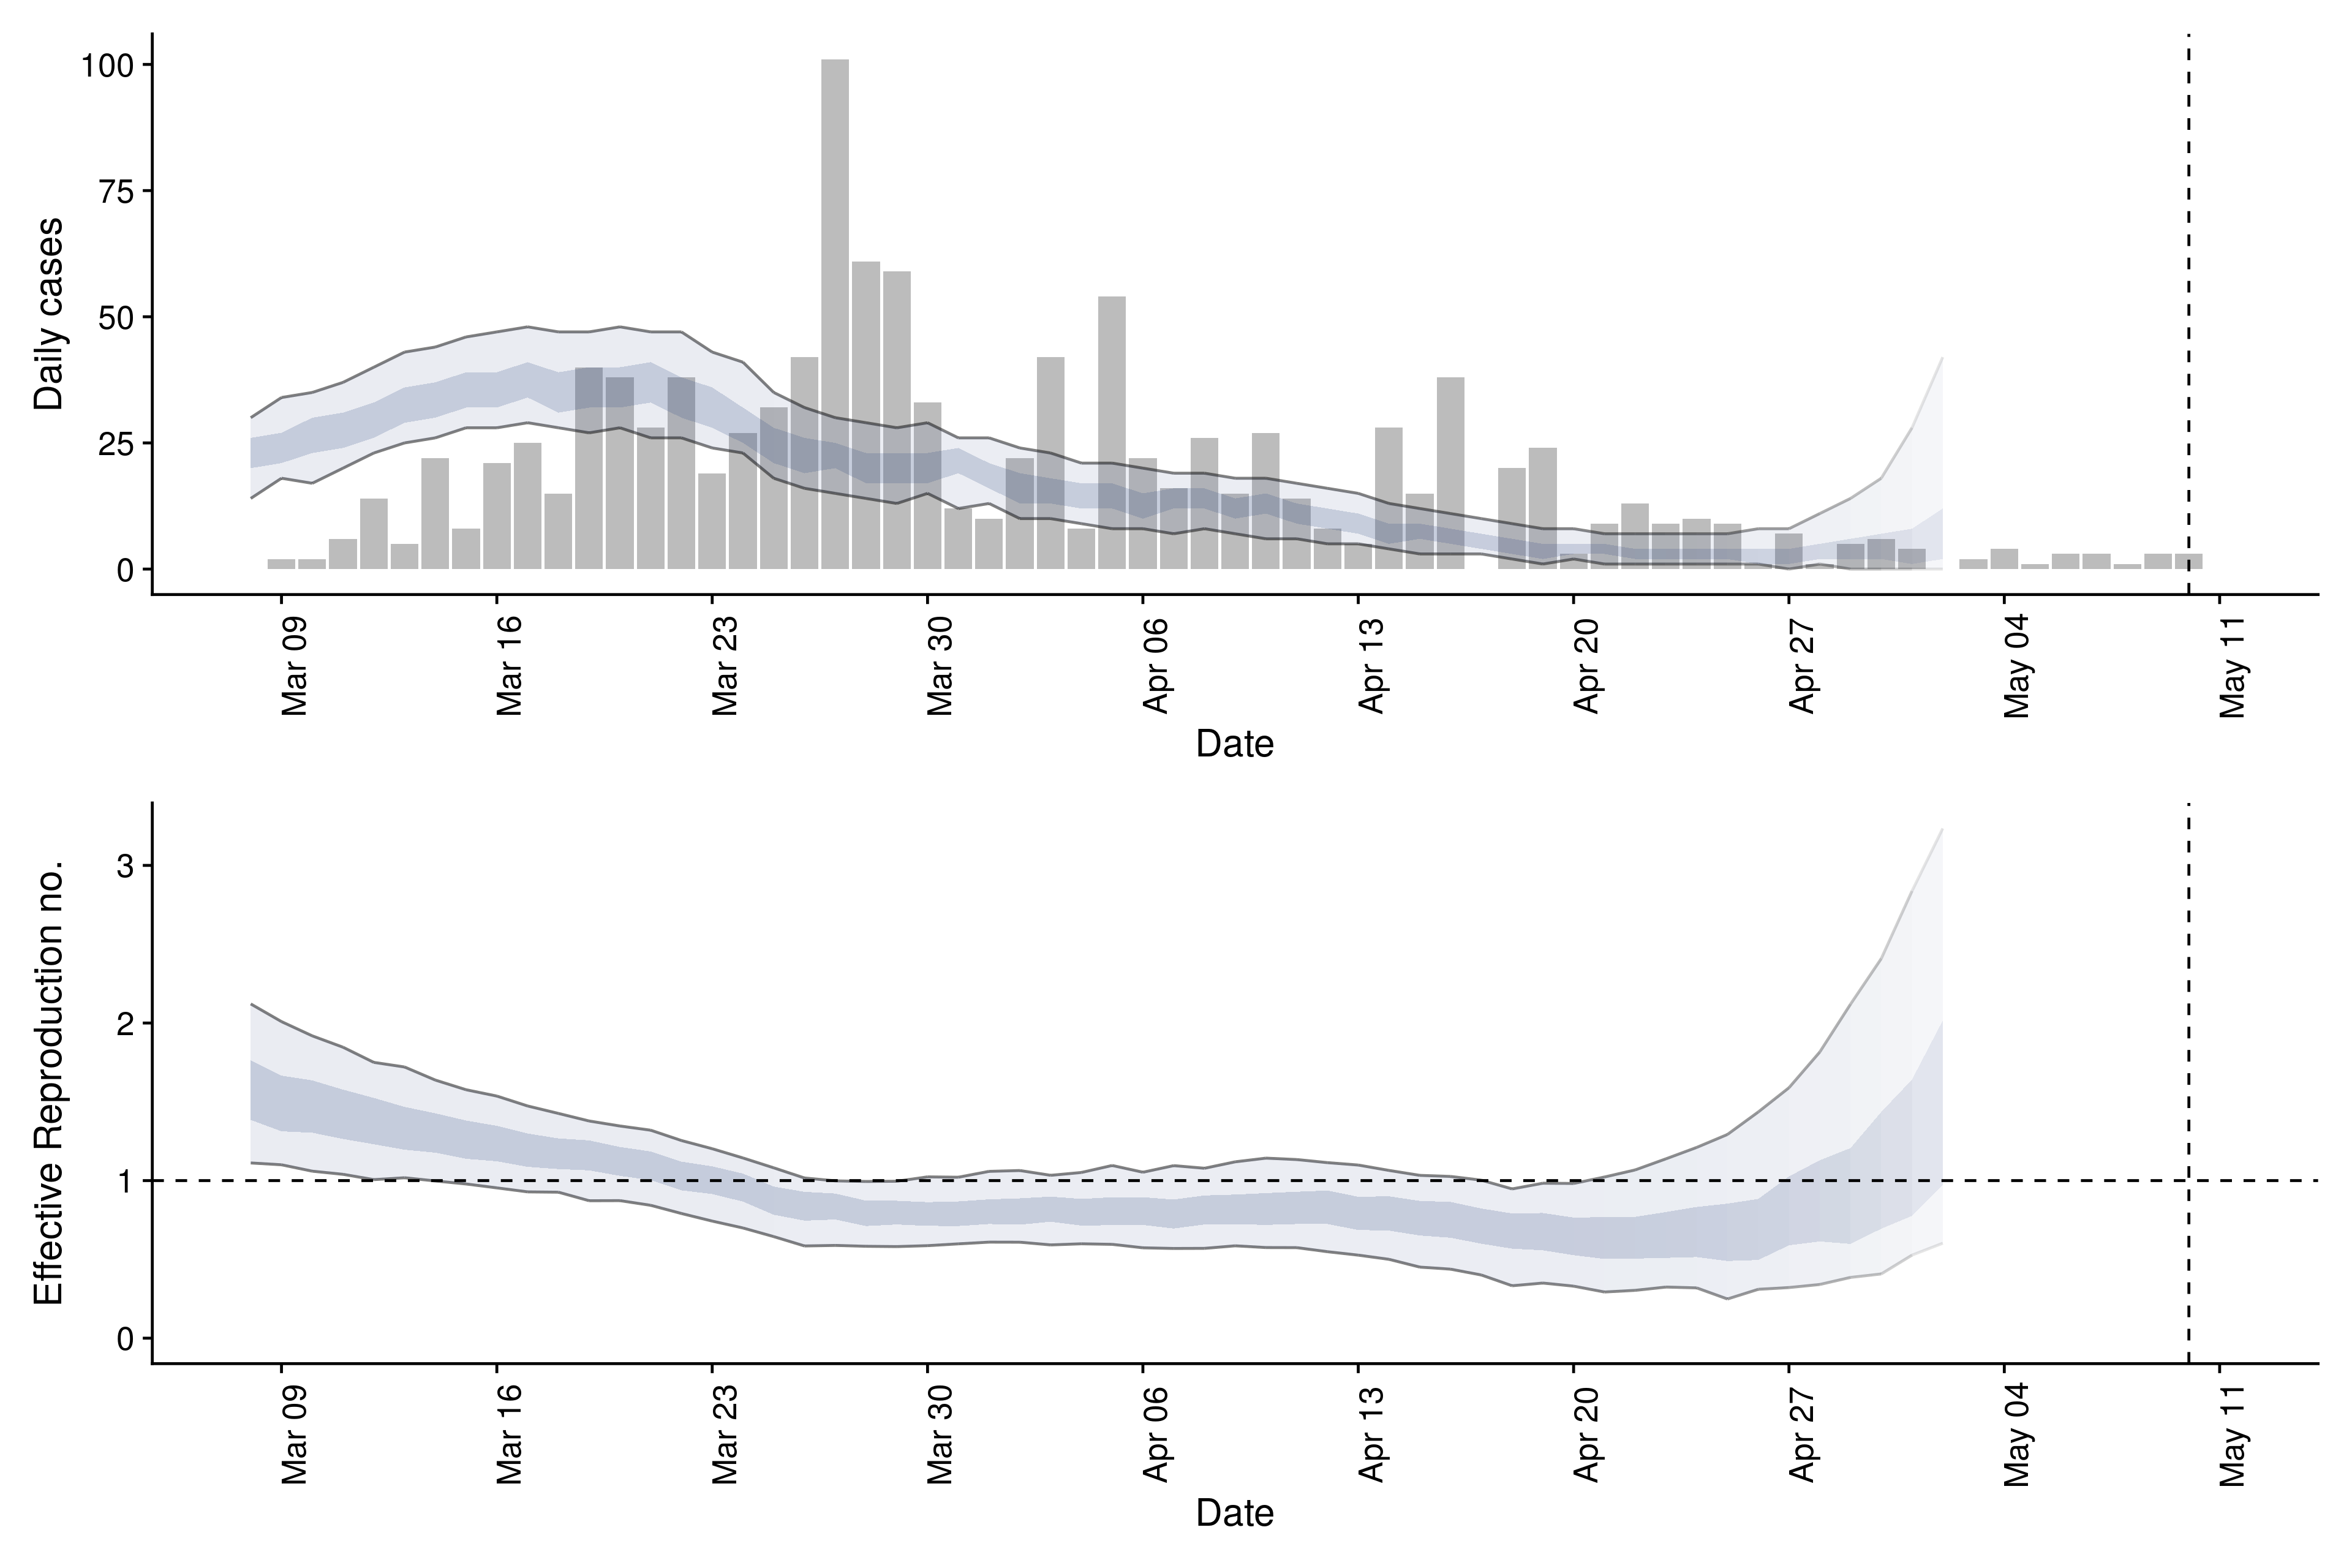 Daily cases
100
75
50
25
0
Mar 09
Mar 16
Mar 23
Mar 30
Apr 06
Apr 13
Apr 20
Apr 27
May 04
May 11
Date
Effective Reproduction no.
3
2
1
0
Mar 09
Mar 16
Mar 23
Mar 30
Apr 06
Apr 13
Apr 20
Apr 27
May 04
May 11
Date